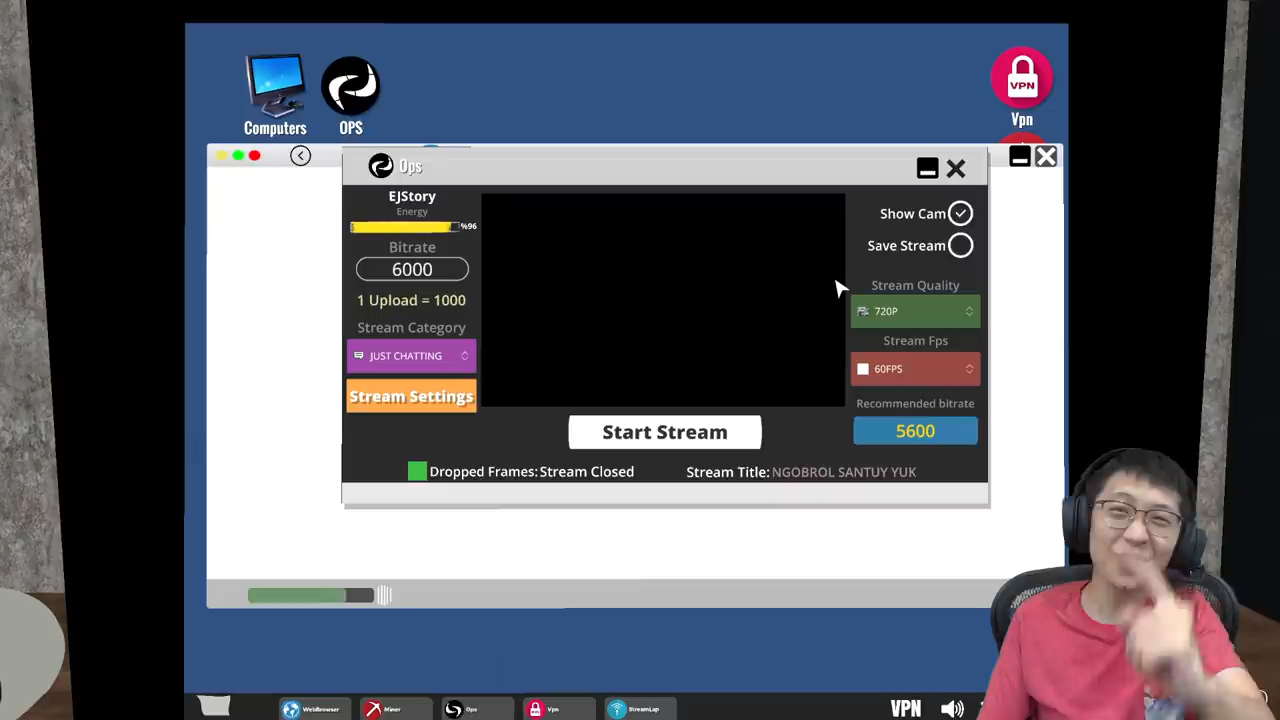 VPN
Computers
OPS
Vpn
Ops
EJStory
Energy
%96
Bitrate
6000
1 Upload = 1000
Stream Category
JUST CHATTING
Stream Settings
Show Cam
Save Stream
Stream Quality
720P
Stream Fps
60FPS
Recommended bitrate
5600
Start Stream
Dropped Frames: Stream Closed
Stream Title: NGOBROL SANTUY YUK
WebBrowser
Miner
Ops
Vpn
StreamLap
VPN